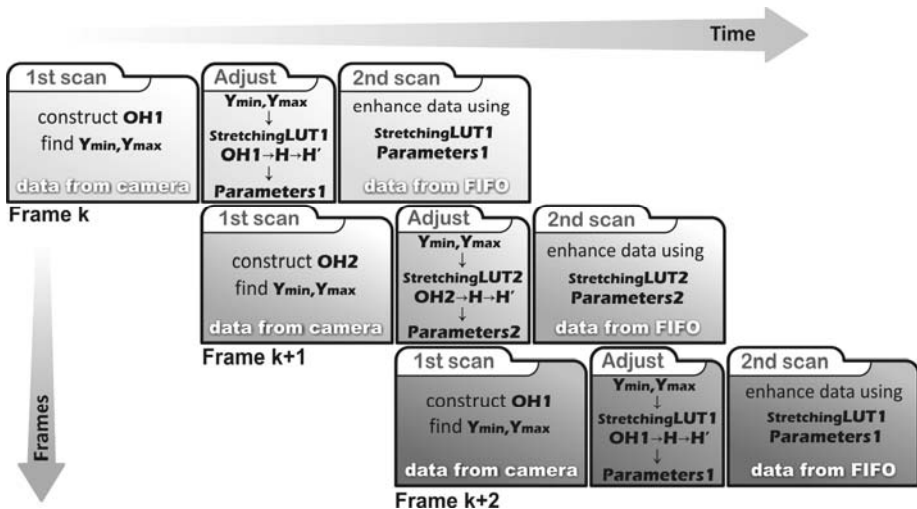 Time
1st scan
construct OH1
find Ymin,Ymax
data from camera
Adjust
Ymin,Ymax
↓
StretchingLUT1
OH1→H→H'
↓
Parameters1
2nd scan
enhance data using
StretchingLUT1
Parameters1
data from FIFO
Frame k
1st scan
construct OH2
find Ymin,Ymax
data from camera
Adjust
Ymin,Ymax
↓
StretchingLUT2
OH2→H→H'
↓
Parameters2
2nd scan
enhance data using
StretchingLUT2
Parameters2
data from FIFO
Frame k+1
1st scan
construct OH1
find Ymin,Ymax
data from camera
Adjust
Ymin,Ymax
↓
StretchingLUT1
OH1→H→H'
↓
Parameters1
2nd scan
enhance data using
StretchingLUT1
Parameters1
data from FIFO
Frame k+2
Frames